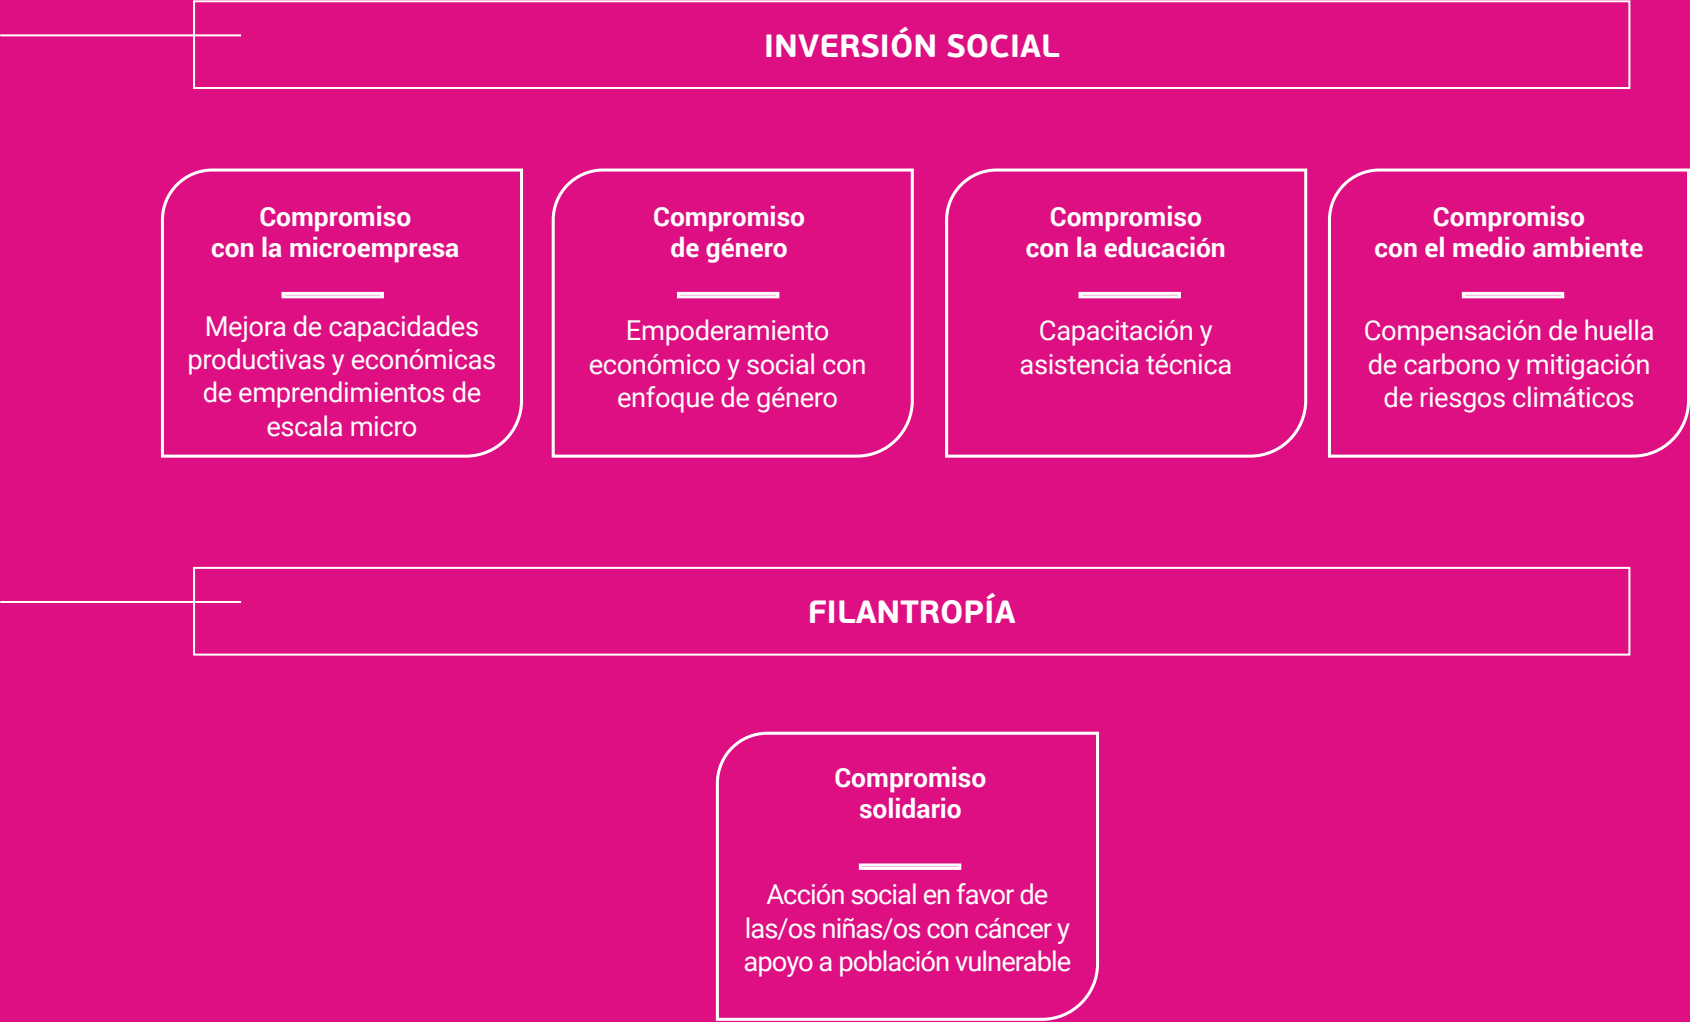 INVERSIÓN SOCIAL
Compromiso
con la microempresa
Mejora de capacidades
productivas y económicas
de emprendimientos de
escala micro
Compromiso
de género
Empoderamiento
económico y social con
enfoque de género
Compromiso
con la educación
Capacitación y
asistencia técnica
Compromiso
con el medio ambiente
Compensación de huella
de carbono y mitigación
de riesgos climáticos
FILANTROPÍA
Compromiso
solidario
Acción social en favor de
las/os niñas/os con cáncer y
apoyo a población vulnerable